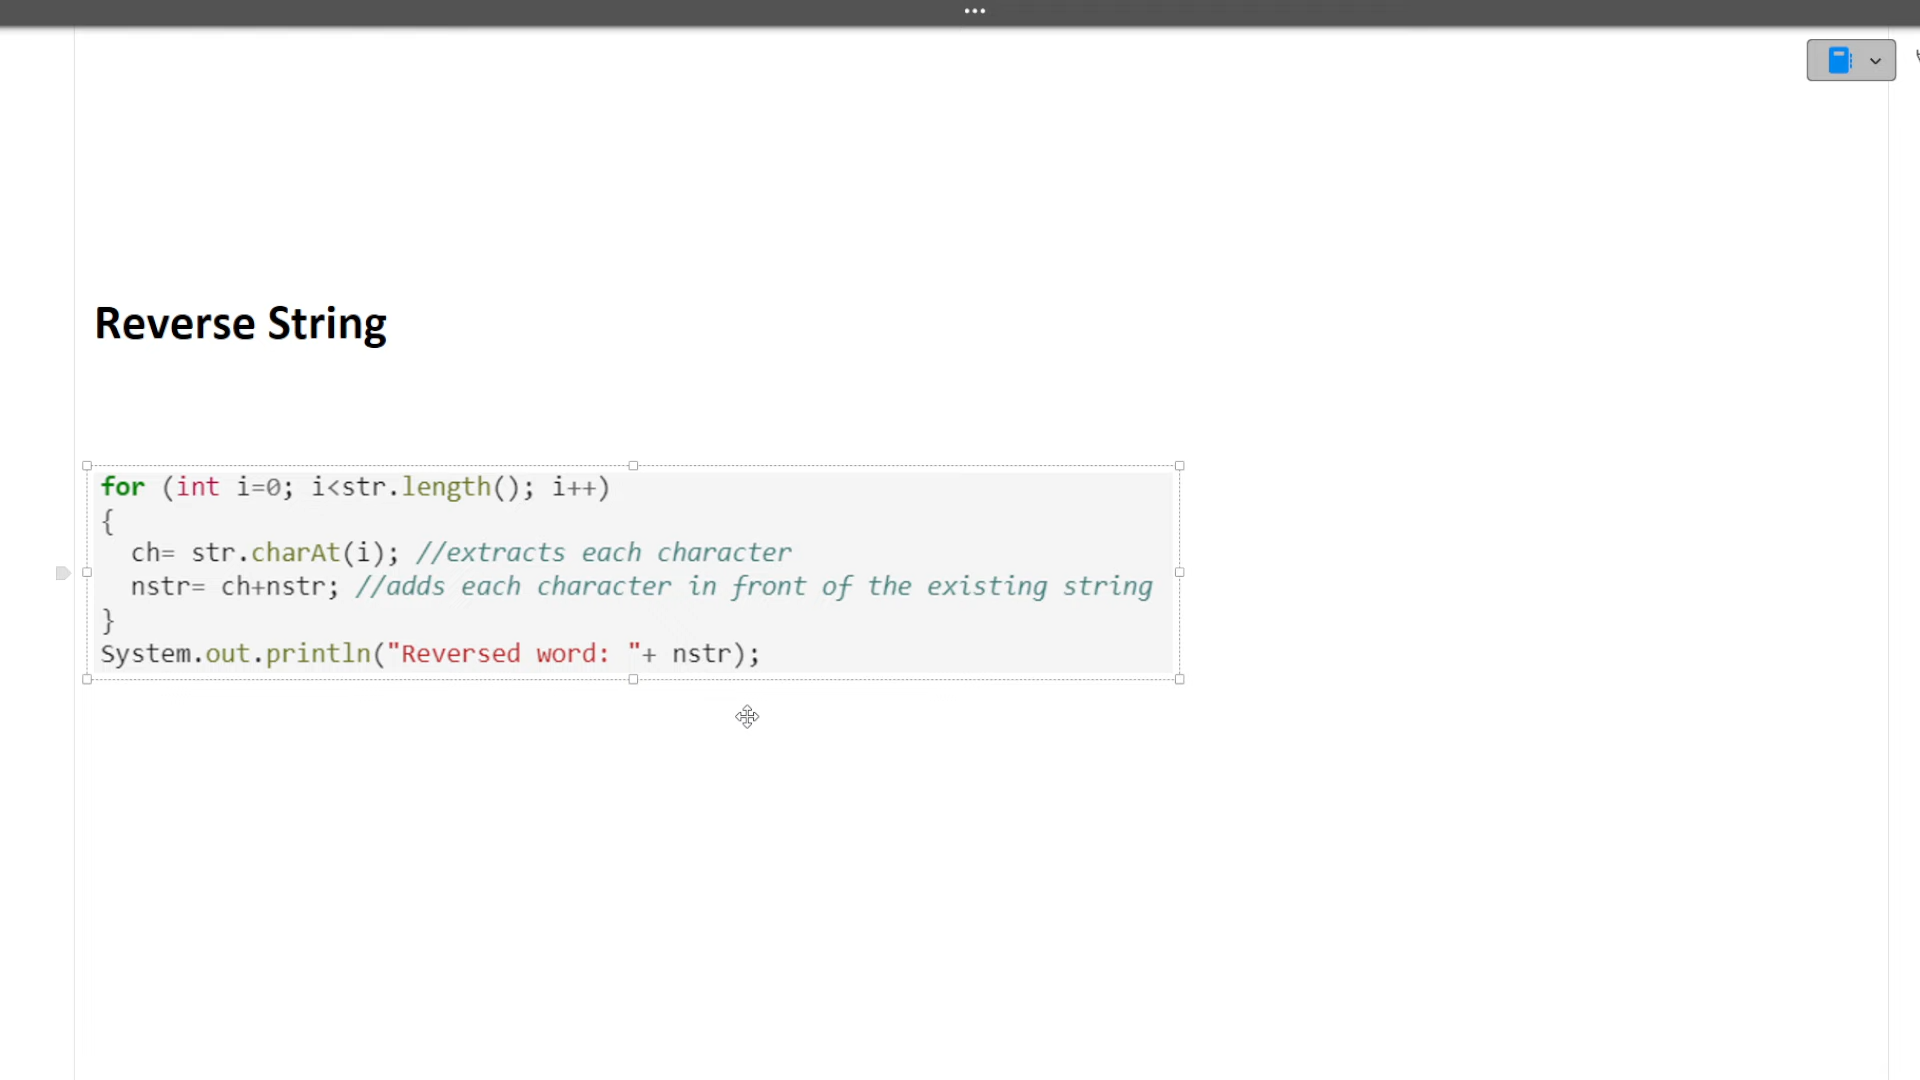 Reverse String
for (int i=0; i<str.length(); i++)
{
ch= str.charAt(i); //extracts each character
nstr= ch+nstr; //adds each character in front of the existing string
}
System.out.println("Reversed word: "+ nstr);